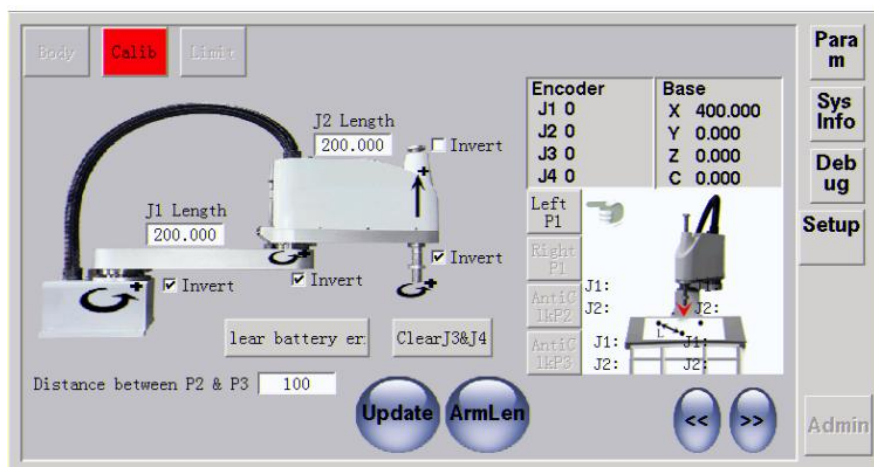 Body
Calib
Limit
Para
m
Sys
Info
Deb
ug
Setup
Admin
J2 Length
200.000
Invert
J1 Length
200.000
Invert
Invert
Invert
lear battery er
ClearJ3&J4
Distance between P2 & P3 100
Update
ArmLen
Encoder
J1 0
J2 0
J3 0
J4 0
Base
X 400.000
Y 0.000
Z 0.000
C 0.000
Left
P1
Right
P1
AntiC
lkP2
AntiC
lkP3
J1: J1:
J2: J2:
L
J1: J1:
J2: J2:
<< >>